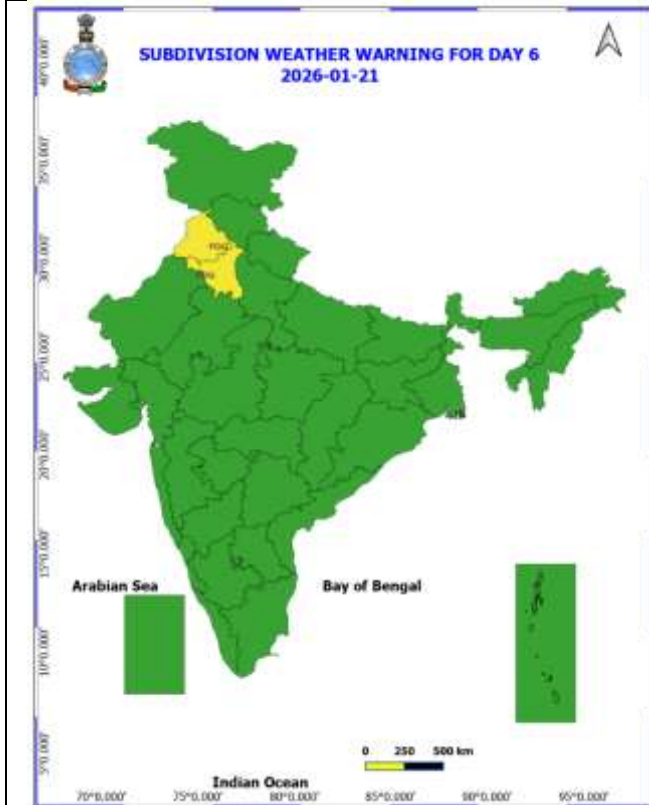 SUBDIVISION WEATHER WARNING FOR DAY 6
2026-01-21
40°0.000'
35°0.000'
30°0.000'
25°0.000'
20°0.000'
15°0.000'
Arabian Sea
Bay of Bengal
10°0.000'
5°0.000'
0 250 500 km
Indian Ocean
70°0.000' 75°0.000' 80°0.000' 85°0.000' 90°0.000' 95°0.000'